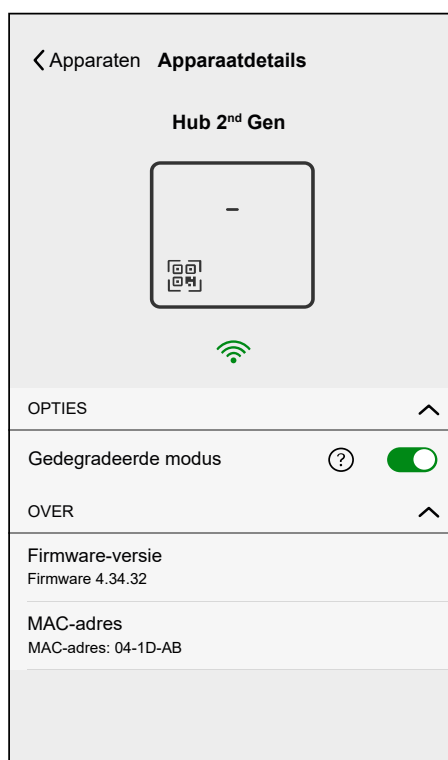 Apparaten Apparaatdetails
Hub 2nd Gen
OPTIES
Gedegradeerde modus ?
OVER
Firmware-versie
Firmware 4.34.32
MAC-adres
MAC-adres: 04-1D-AB